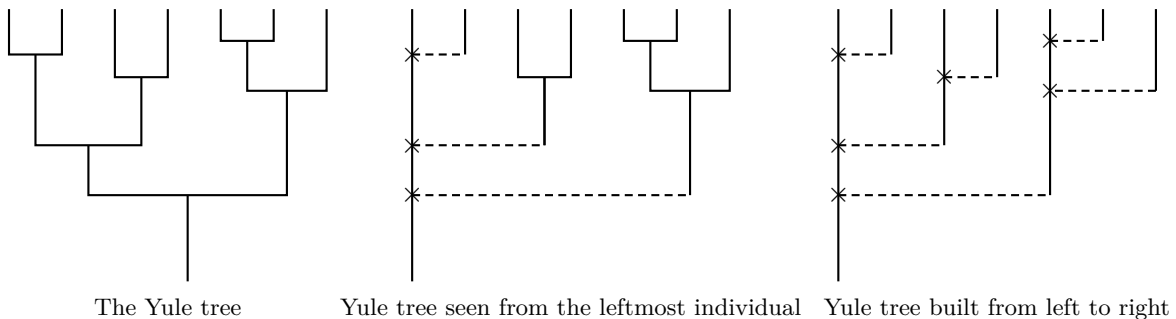 The Yule tree
Yule tree seen from the leftmost individual
Yule tree built from left to right